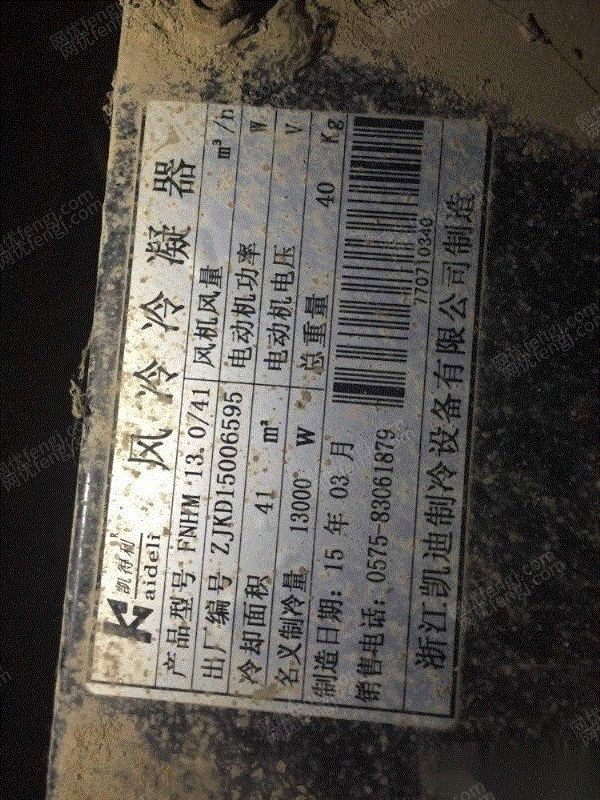 凯得利
aideli
风冷冷凝器
产品型号 FNHM 13.0/41 风机风量 m³/h
出厂编号 ZJKD15006595 电动机功率 W
冷却面积 41 m² 电动机电压 V
名义制冷量 13000 W 总重量 40 Kg
制造日期: 15 年 03 月
销售电话: 0575-83061879
770710340
浙江凯迪制冷设备有限公司制造